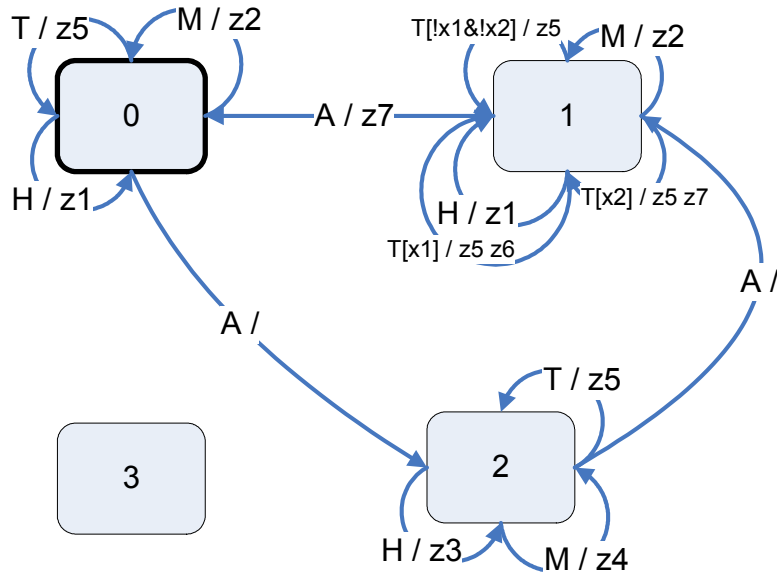 T / z5
M / z2
T[!x1&!x2] / z5
M / z2
0
A / z7
1
H / z1
H / z1
T[x2] / z5 z7
T[x1] / z5 z6
A /
A /
T / z5
3
2
H / z3
M / z4